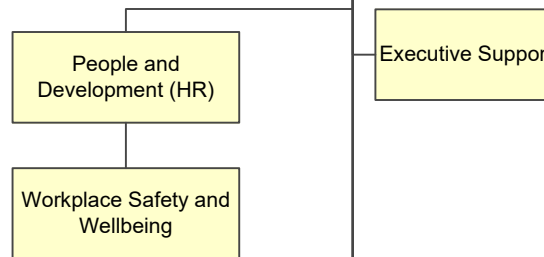 People and
Development (HR)
Executive Suppor
Workplace Safety and
Wellbeing